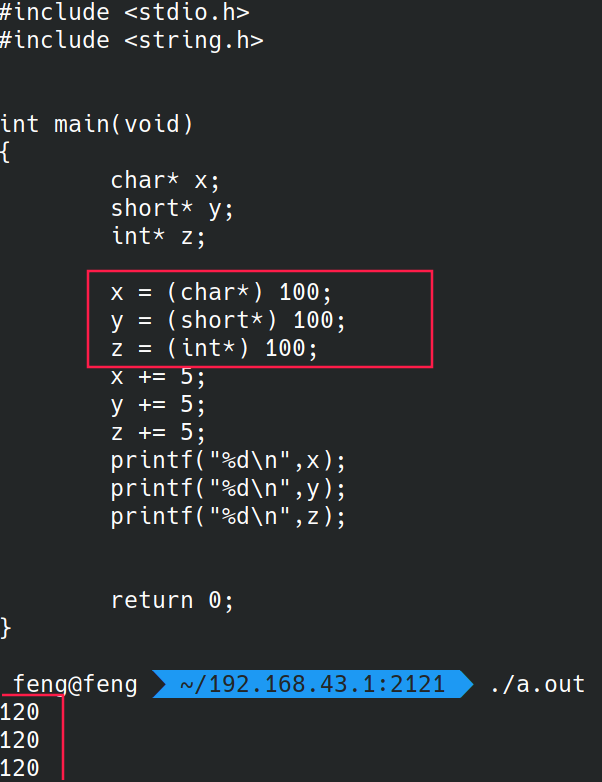 #include <stdio.h>
#include <string.h>
int main(void)
{
char* x;
short* y;
int* z;
x = (char*) 100;
y = (short*) 100;
z = (int*) 100;
x += 5;
y += 5;
z += 5;
printf("%d\n",x);
printf("%d\n",y);
printf("%d\n",z);
return 0;
}
feng@feng ~/192.168.43.1:2121 ./a.out
120
120
120